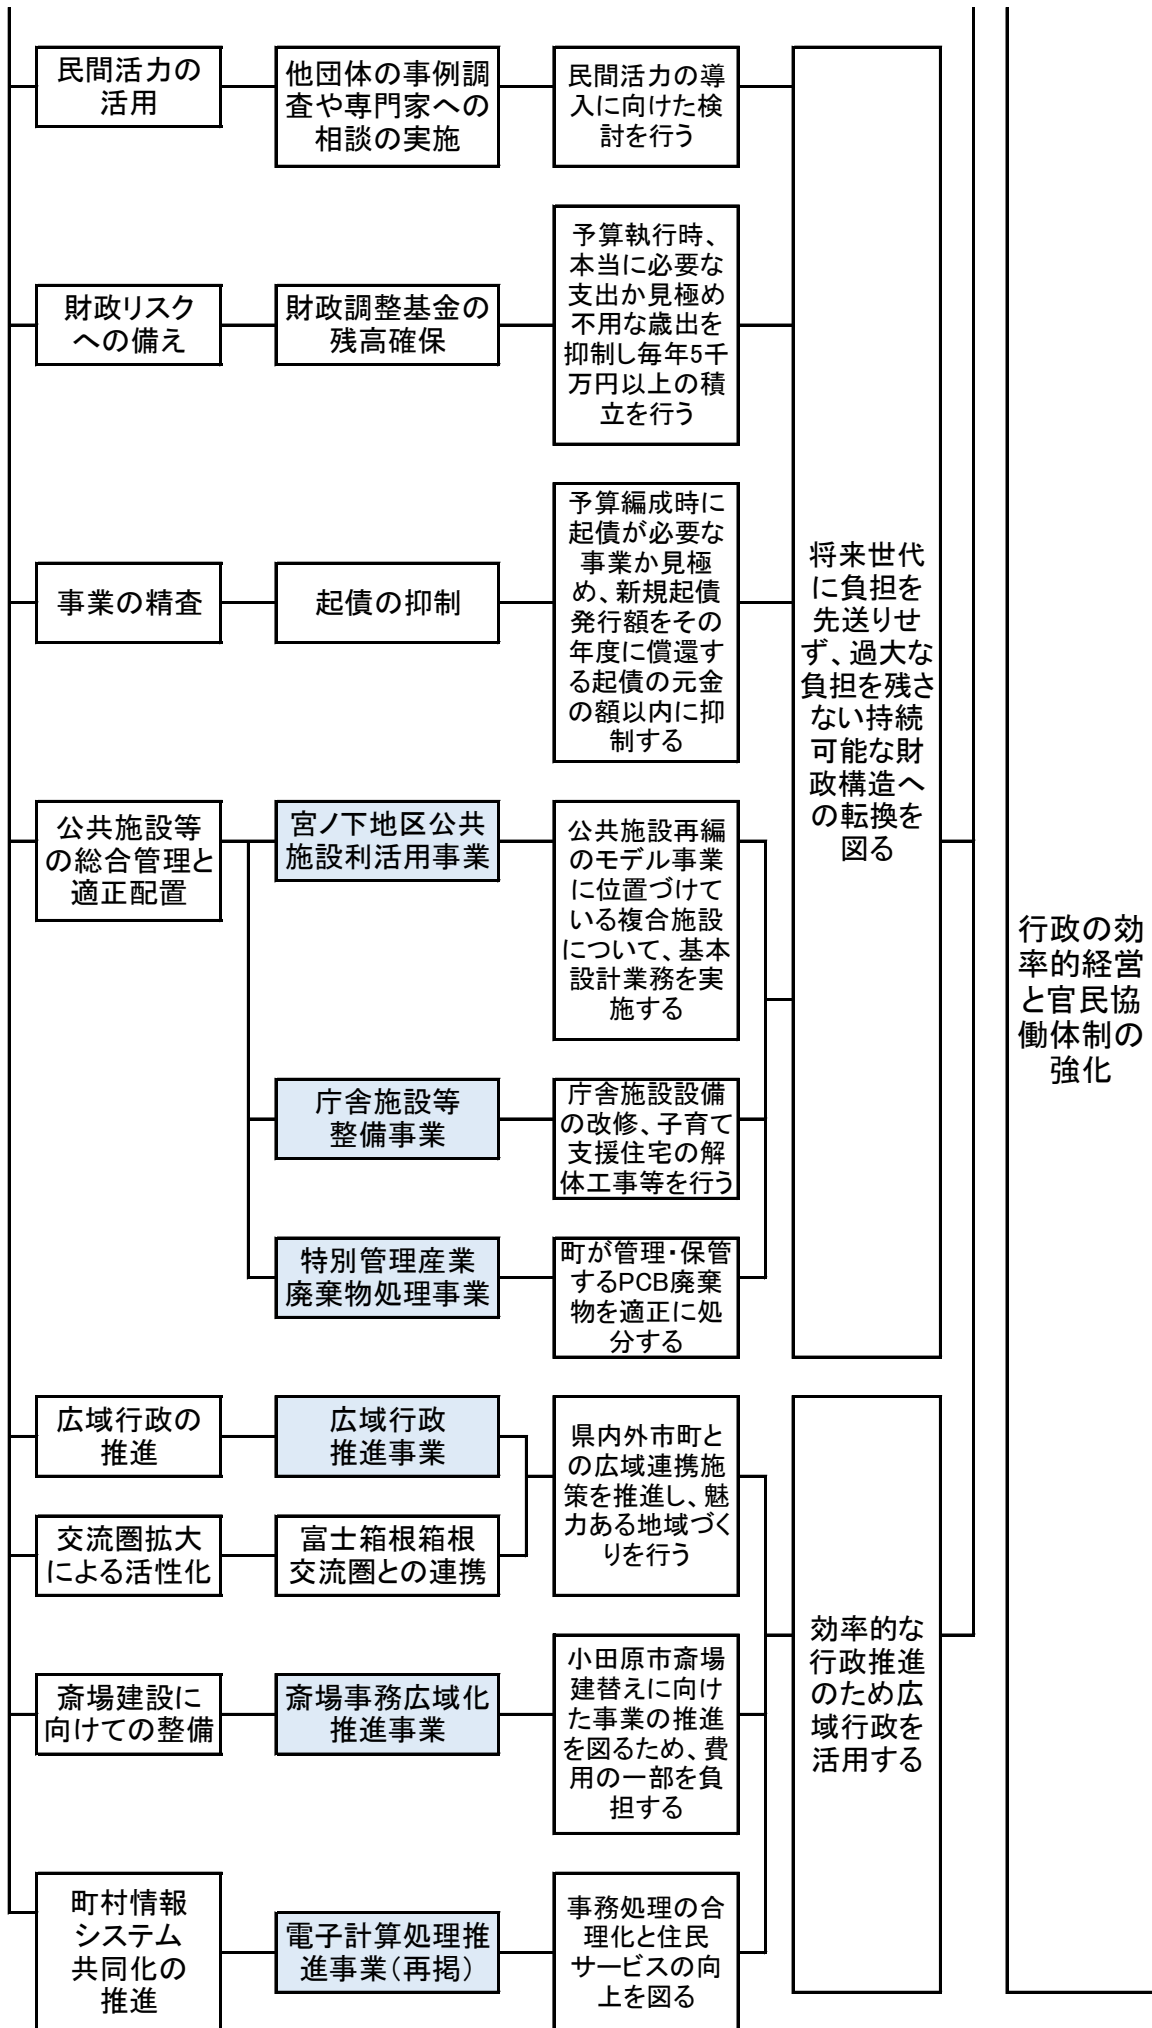 民間活力の
活用
他団体の事例調
査や専門家への
相談の実施
民間活力の導
入に向けた検
討を行う
財政リスク
への備え
財政調整基金の
残高確保
予算執行時、
本当に必要な
支出か見極め
不用な歳出を
抑制し毎年5千
万円以上の積
立を行う
事業の精査
起債の抑制
予算編成時に
起債が必要な
事業か見極
め、新規起債
発行額をその
年度に償還す
る起債の元金
の額以内に抑
制する
公共施設等
の総合管理と
適正配置
宮ノ下地区公共
施設利活用事業
公共施設再編
のモデル事業
に位置づけて
いる複合施設
について、基本
設計業務を実
施する
庁舎施設等
整備事業
庁舎施設設備
の改修、子育て
支援住宅の解
体工事等を行う
特別管理産業
廃棄物処理事業
町が管理・保管
するPCB廃棄
物を適正に処
分する
将来世代
に負担を
先送りせ
ず、過大な
負担を残さ
ない持続
可能な財
政構造へ
の転換を
図る
広域行政の
推進
広域行政
推進事業
交流圏拡大
による活性化
富士箱根箱根
交流圏との連携
県内外市町と
の広域連携施
策を推進し、魅
力ある地域づく
りを行う
斎場建設に
向けての整備
斎場事務広域化
推進事業
小田原市斎場
建替えに向け
た事業の推進
を図るため、費
用の一部を負
担する
町村情報
システム
共同化の
推進
電子計算処理推
進事業(再掲)
事務処理の合
理化と住民
サービスの向
上を図る
効率的な
行政推進
のため広
域行政を
活用する
行政の効
率的経営
と官民協
働体制の
強化